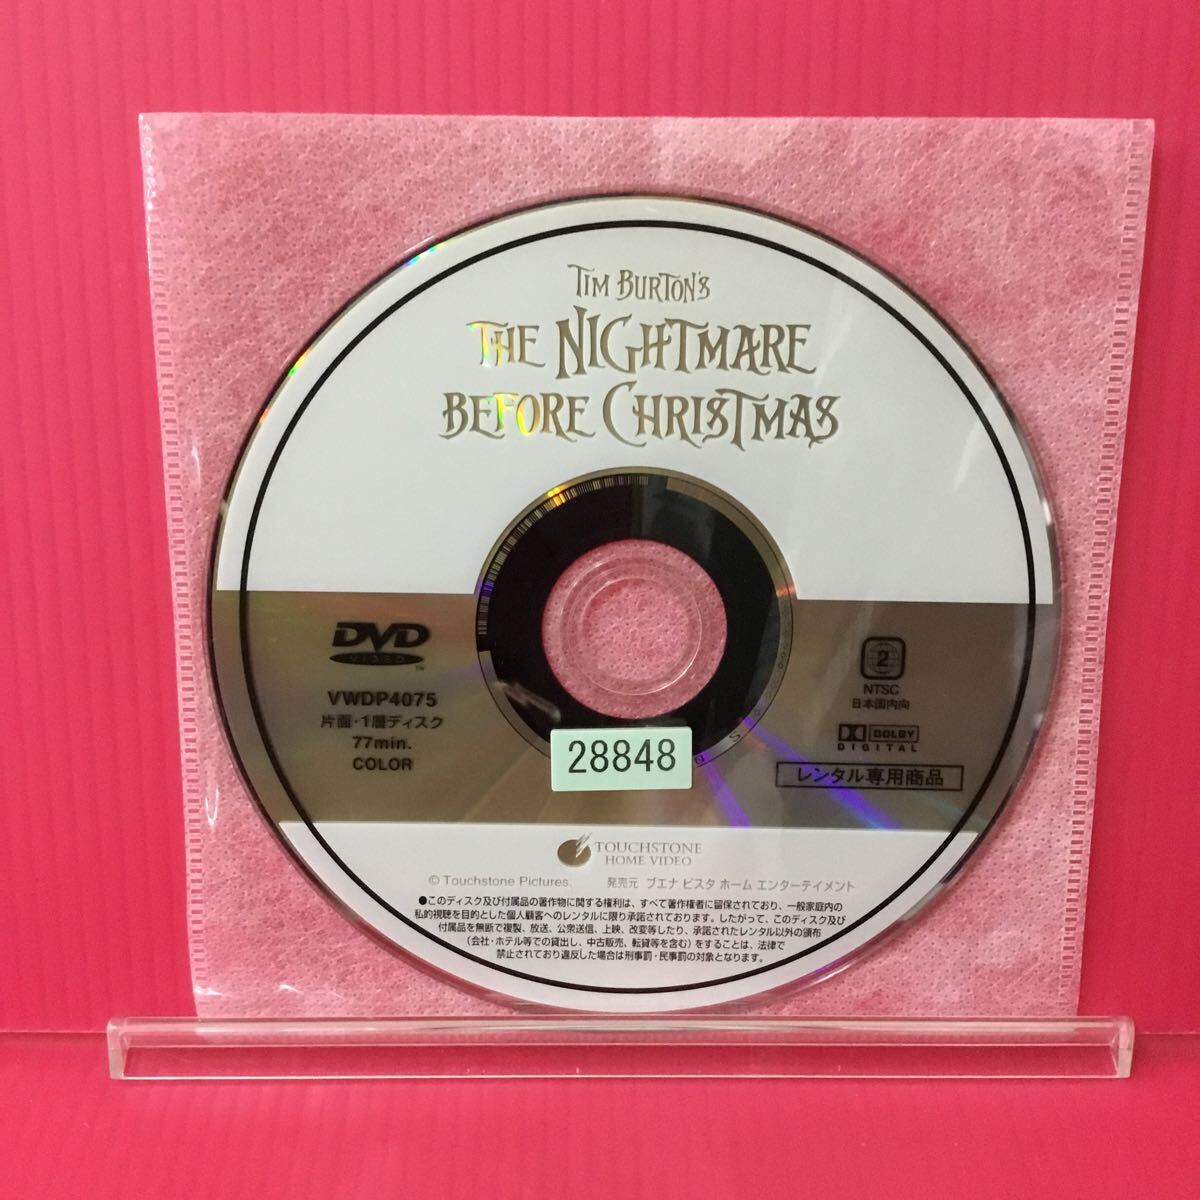 TIM BURTON'S
THE NIGHTMARE
BEFORE CHRISTMAS
DVD
VIDEO™
VWDP4075
片面・1層ディスク
77min.
COLOR
2
NTSC
日本国内向
DOLBY
DIGITAL
レンタル専用商品
28848
TOUCHSTONE
HOME VIDEO
© Touchstone Pictures. 発売元 ブエナ ビスタ ホーム エンターテイメント
●このディスク及び付属品の著作物に関する権利は、すべて著作権者に留保されており、一般家庭内の
私的視聴を目的とした個人顧客へのレンタルに限り承諾されております。したがって、このディスク及び
付属品を無断で複製、放送、公衆送信、上映、改変等したり、承諾されたレンタル以外の頒布
(会社・ホテル等での貸出し、中古販売、転貸等を含む)をすることは、法律で
禁止されており違反した場合は刑事罰・民事罰の対象となります。